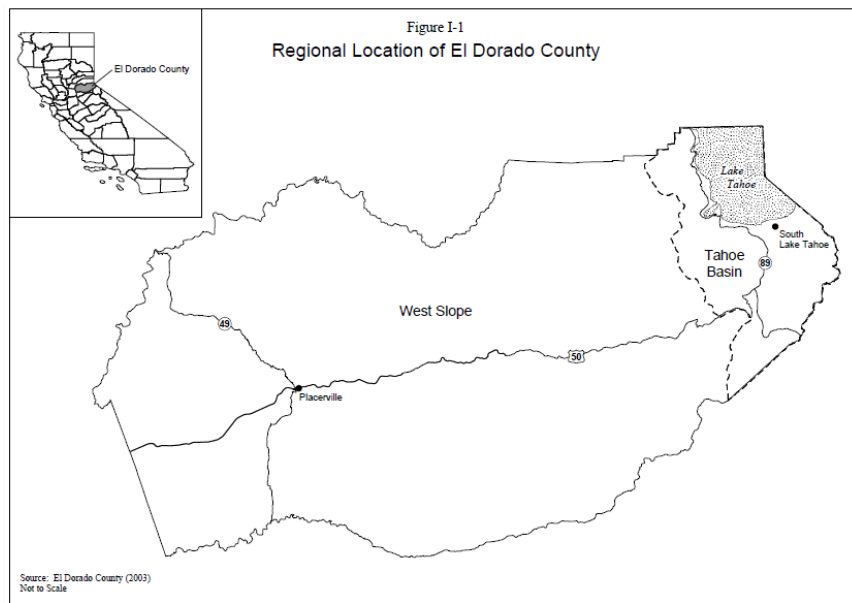 Figure I-1
Regional Location of El Dorado County
El Dorado County
Lake
Tahoe
South
Lake Tahoe
Tahoe
Basin
89
West Slope
49
50
Placerville
Source: El Dorado County (2003)
Not to Scale